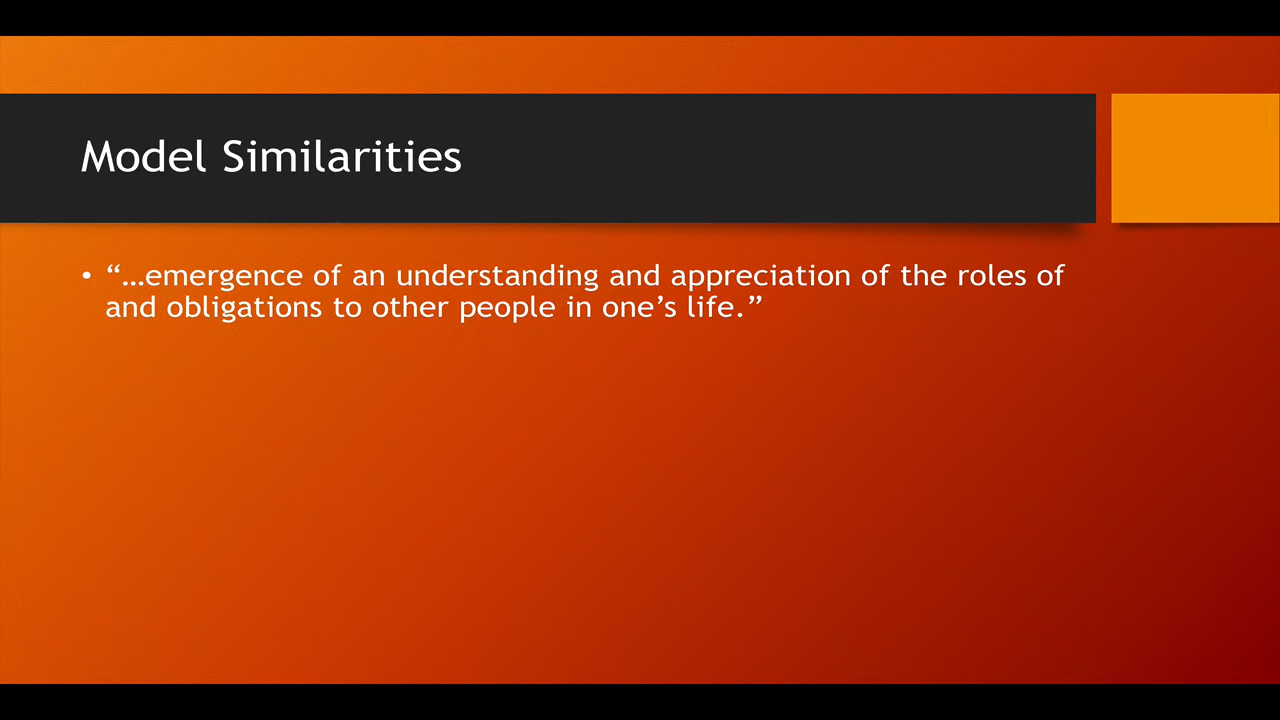 Model Similarities
• “…emergence of an understanding and appreciation of the roles of
and obligations to other people in one’s life.”